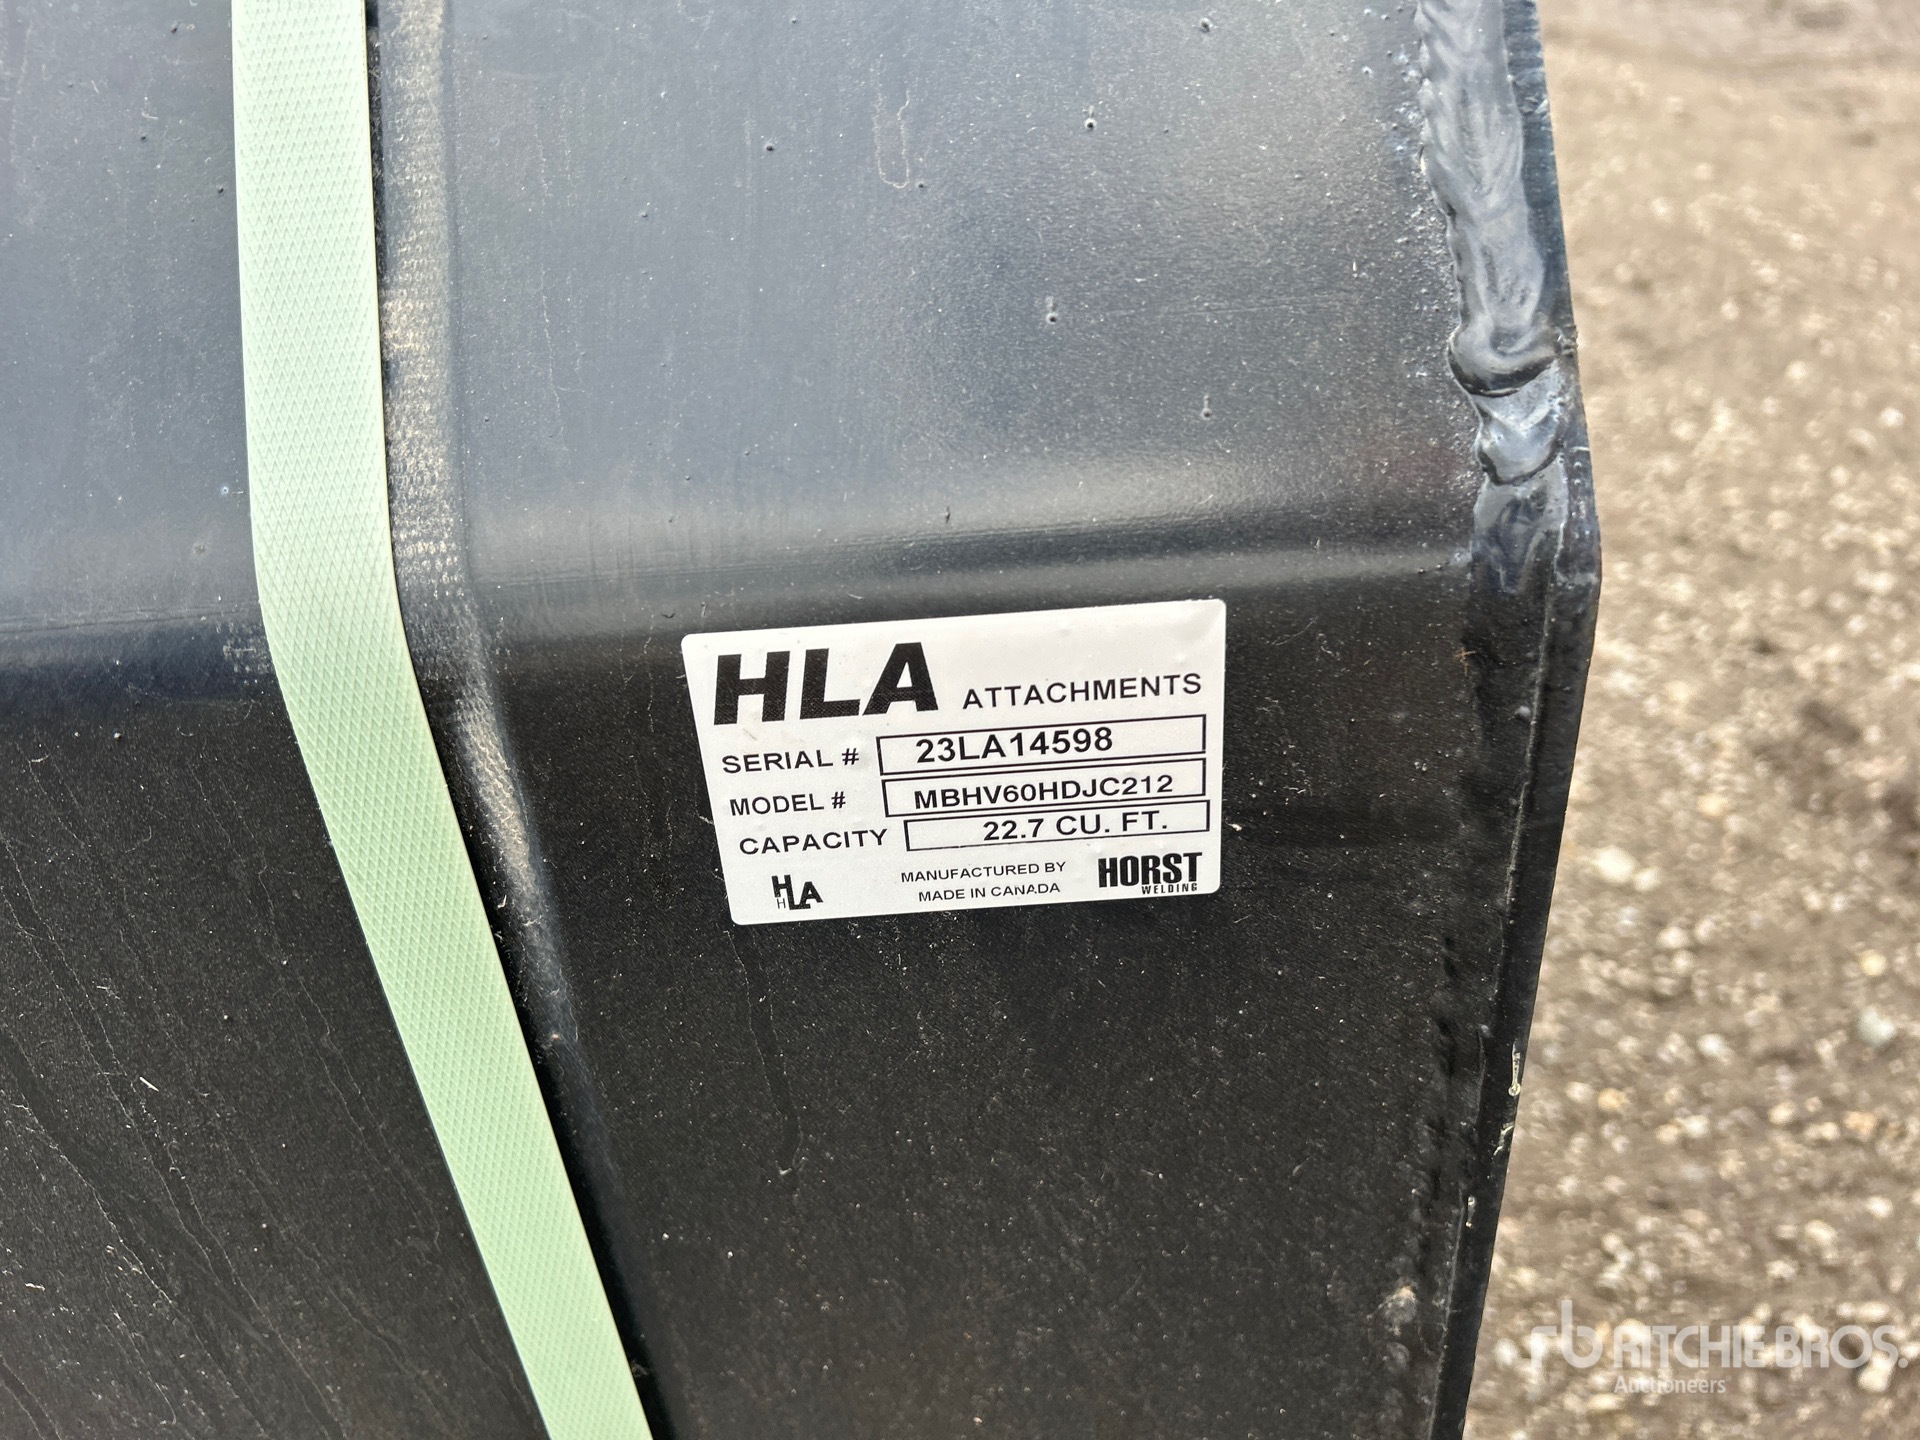 HLA ATTACHMENTS
SERIAL # 23LA14598
MODEL # MBHV60HDJC212
CAPACITY 22.7 CU. FT.
HLA
MANUFACTURED BY
MADE IN CANADA
HORST
WELDING
rb RITCHIE BROS.
Auctioneers